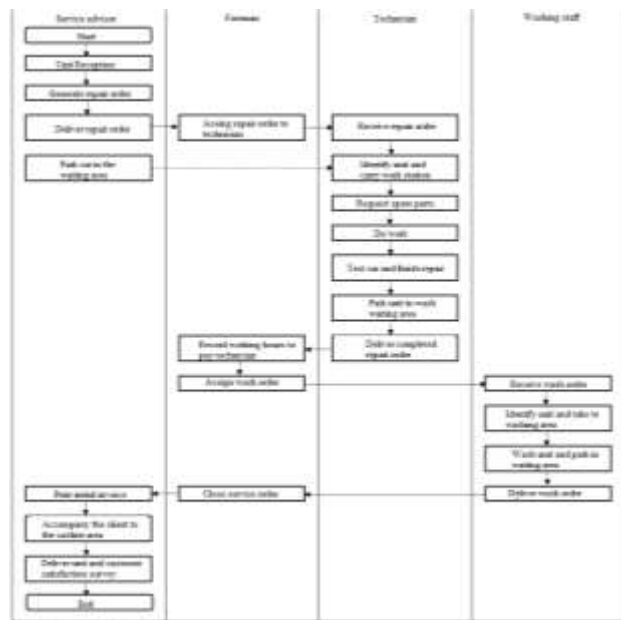 Service advisor
Foreman
Technician
Washing staff
Start
Unit Reception
Generate repair order
Deliver repair order
Assing repair order to
technician
Receive repair order
Park car in the
waiting area
Identify unit and
carry work station
Request spare parts
Do work
Test car and finish repair
Park unit in wash
waiting area
Record working hours to
pay technician
Deliver completed
repair order
Assign wash order
Receive wash order
Identify unit and take to
washing area
Wash unit and park in
waiting area
Print initial invoice
Close service order
Deliver wash order
Accompany the client to
the cashier area
Deliver unit and customer
satisfaction survey
End